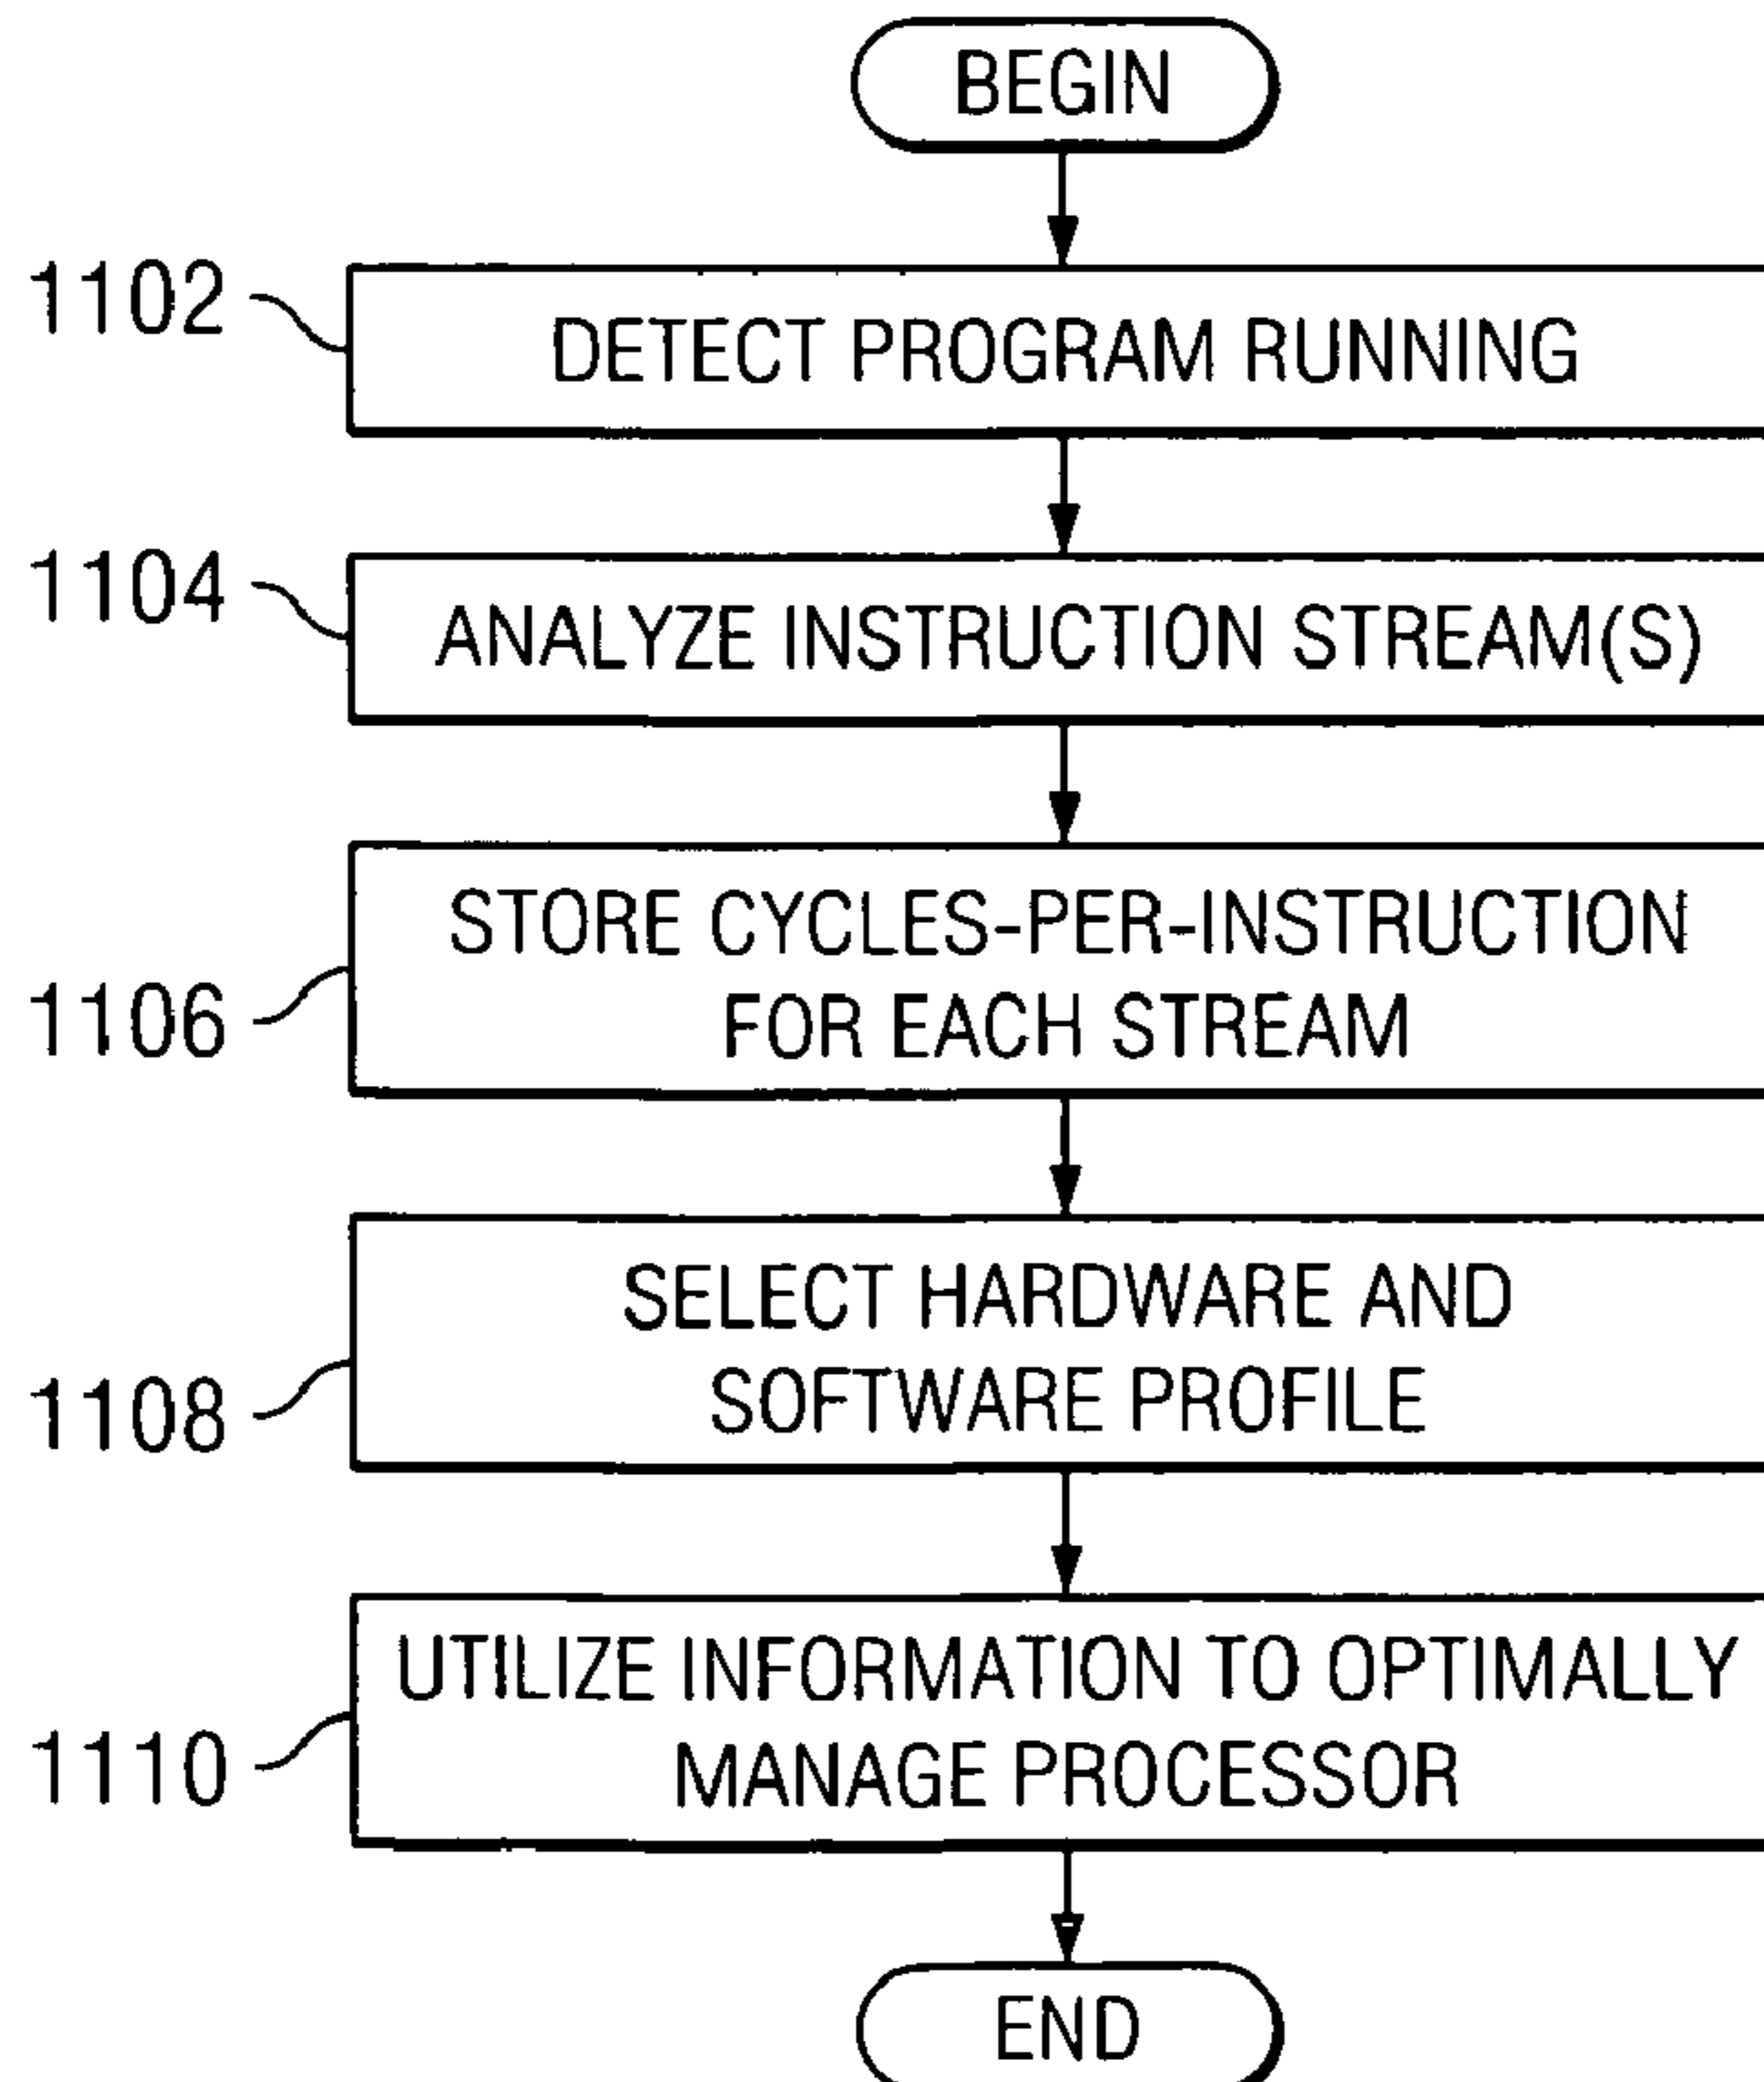 BEGIN
1102
DETECT PROGRAM RUNNING
1104
ANALYZE INSTRUCTION STREAM(S)
1106
STORE CYCLES-PER-INSTRUCTION
FOR EACH STREAM
1108
SELECT HARDWARE AND
SOFTWARE PROFILE
1110
UTILIZE INFORMATION TO OPTIMALLY
MANAGE PROCESSOR
END